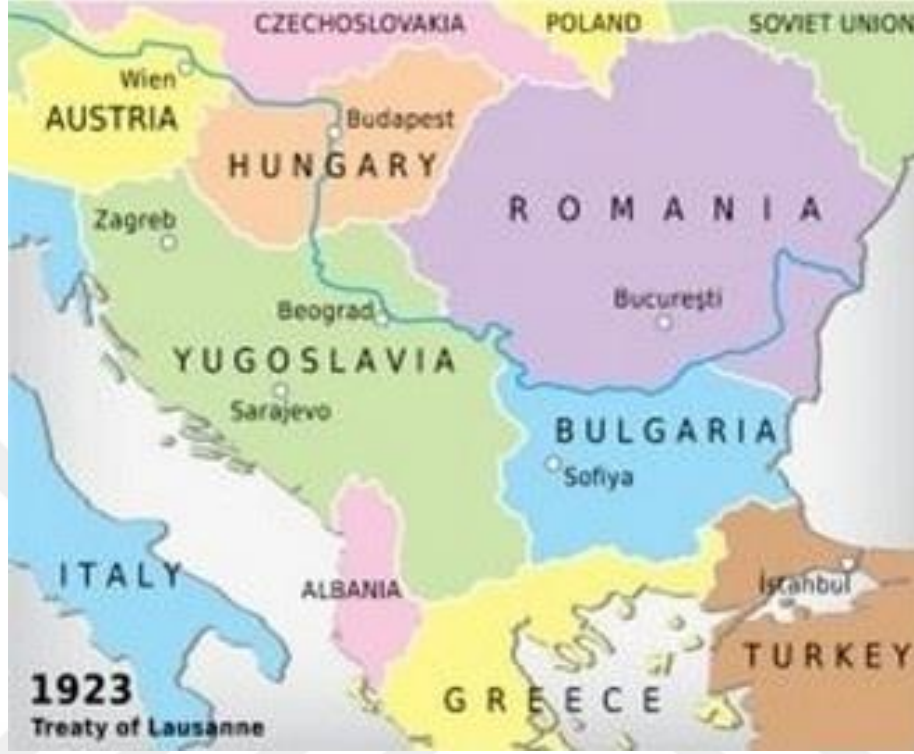 CZECHOSLOVAKIA
POLAND
SOVIET UNION
Wien
AUSTRIA
Budapest
HUNGARY
ROMANIA
Zagreb
Bucureşti
Beograd
YUGOSLAVIA
Sarajevo
BULGARIA
Sofiya
ITALY
ALBANIA
İstanbul
TURKEY
GREECE
1923
Treaty of Lausanne